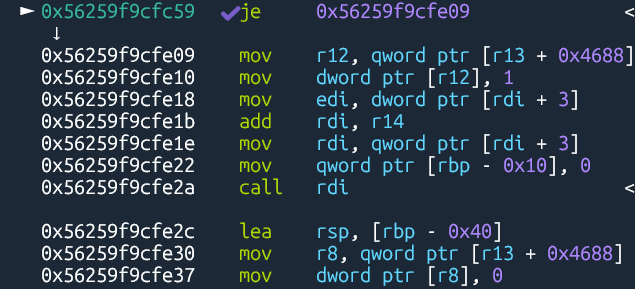 ► 0x56259f9cfc59 ✔je 0x56259f9cfe09 <
↓
0x56259f9cfe09 mov r12, qword ptr [r13 + 0x4688]
0x56259f9cfe10 mov dword ptr [r12], 1
0x56259f9cfe18 mov edi, dword ptr [rdi + 3]
0x56259f9cfe1b add rdi, r14
0x56259f9cfe1e mov rdi, qword ptr [rdi + 3]
0x56259f9cfe22 mov qword ptr [rbp - 0x10], 0
0x56259f9cfe2a call rdi <
0x56259f9cfe2c lea rsp, [rbp - 0x40]
0x56259f9cfe30 mov r8, qword ptr [r13 + 0x4688]
0x56259f9cfe37 mov dword ptr [r8], 0